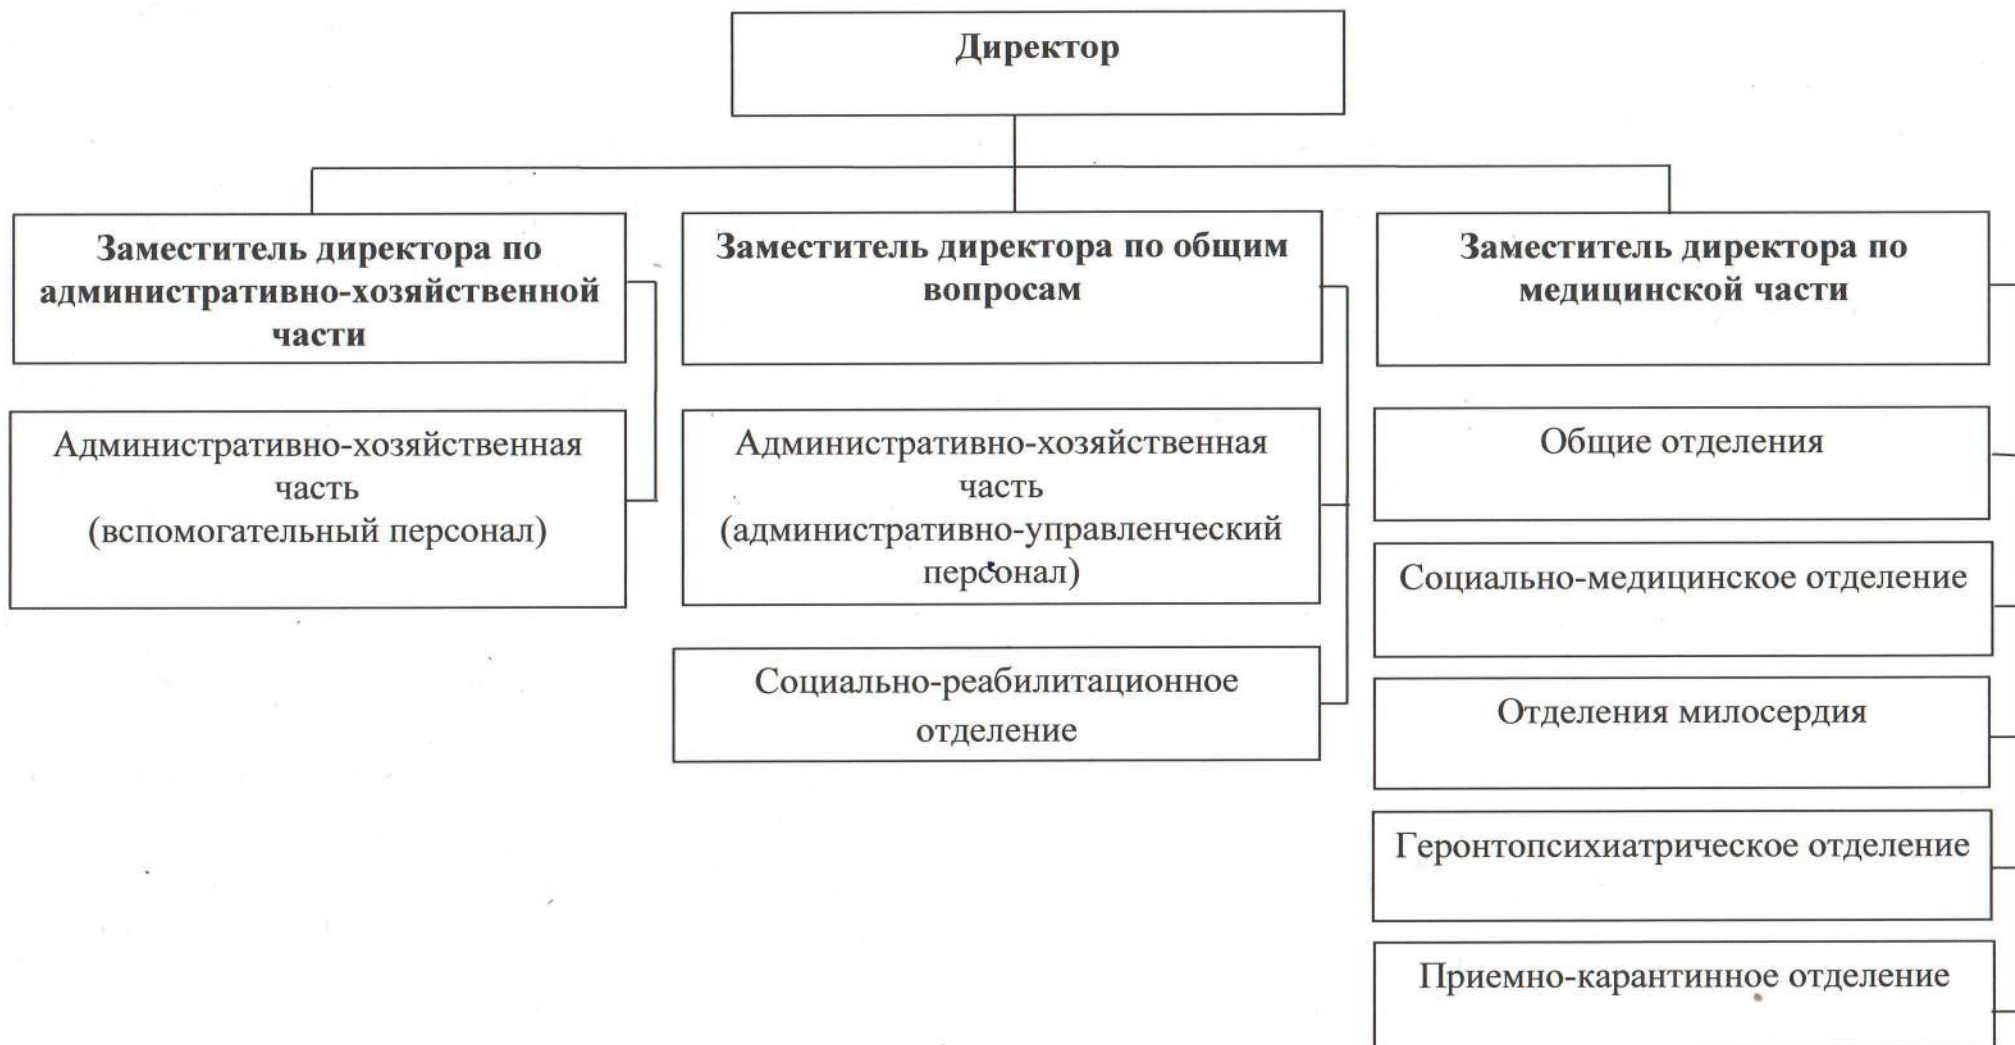 Директор
Заместитель директора по
административно-хозяйственной
части
Заместитель директора по общим
вопросам
Заместитель директора по
медицинской части
Административно-хозяйственная
часть
(вспомогательный персонал)
Административно-хозяйственная
часть
(административно-управленческий
персонал)
Социально-реабилитационное
отделение
Общие отделения
Социально-медицинское отделение
Отделения милосердия
Геронтопсихиатрическое отделение
Приемно-карантинное отделение